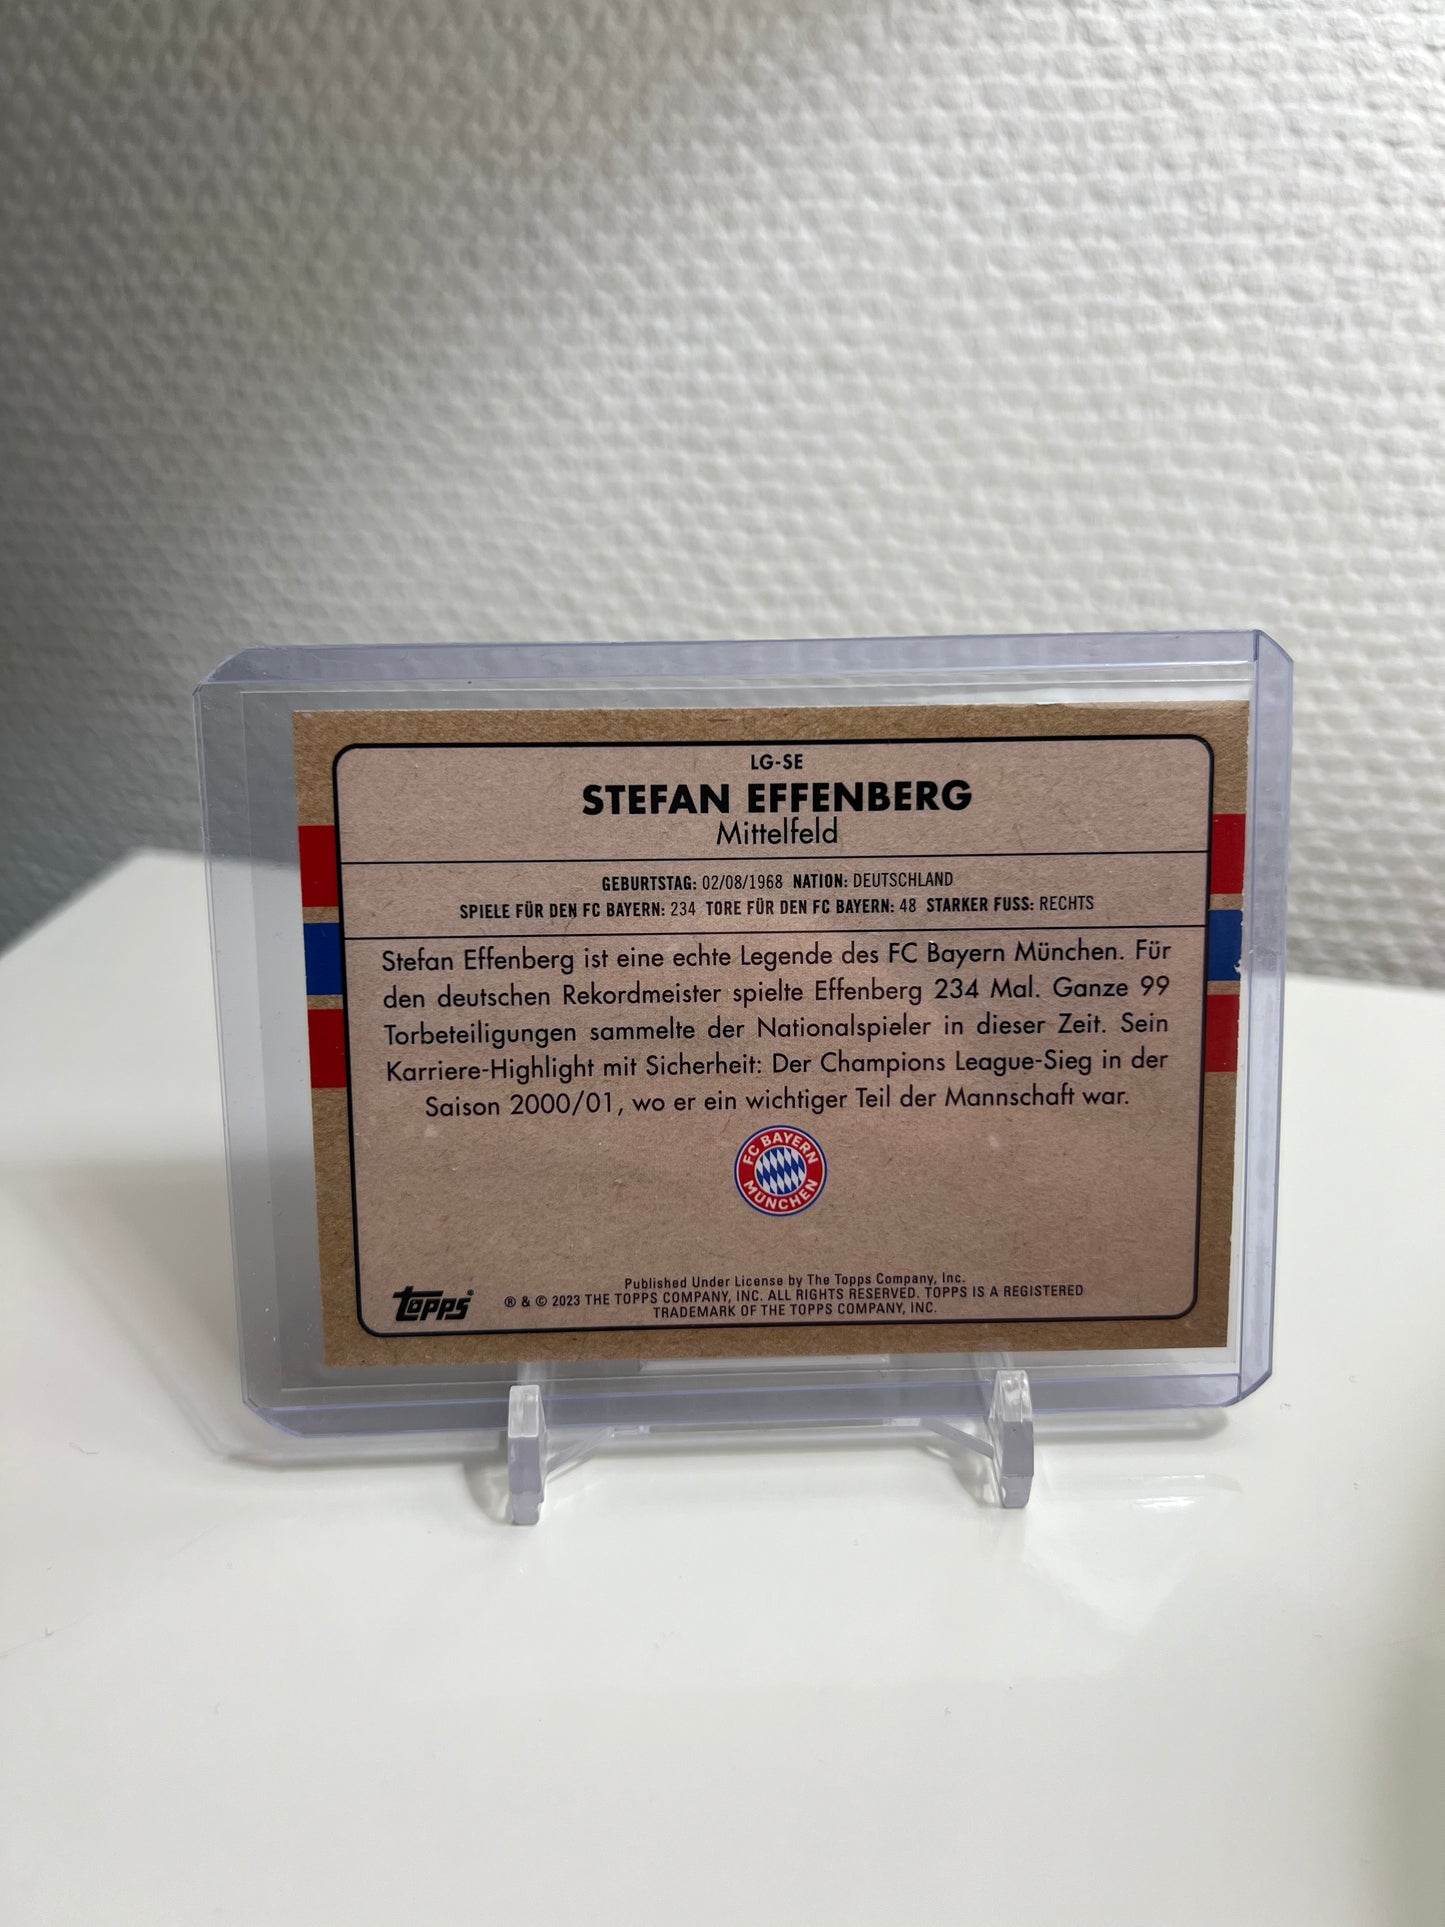 LG-SE
STEFAN EFFENBERG
Mittelfeld
GEBURTSTAG: 02/08/1968 NATION: DEUTSCHLAND
SPIELE FÜR DEN FC BAYERN: 234 TORE FÜR DEN FC BAYERN: 48 STARKER FUSS: RECHTS
Stefan Effenberg ist eine echte Legende des FC Bayern München. Für
den deutschen Rekordmeister spielte Effenberg 234 Mal. Ganze 99
Torbeteiligungen sammelte der Nationalspieler in dieser Zeit. Sein
Karriere-Highlight mit Sicherheit: Der Champions League-Sieg in der
Saison 2000/01, wo er ein wichtiger Teil der Mannschaft war.
FC BAYERN
MÜNCHEN
topps®
Published Under License by The Topps Company, Inc.
® & © 2023 THE TOPPS COMPANY, INC. ALL RIGHTS RESERVED. TOPPS IS A REGISTERED
TRADEMARK OF THE TOPPS COMPANY, INC.